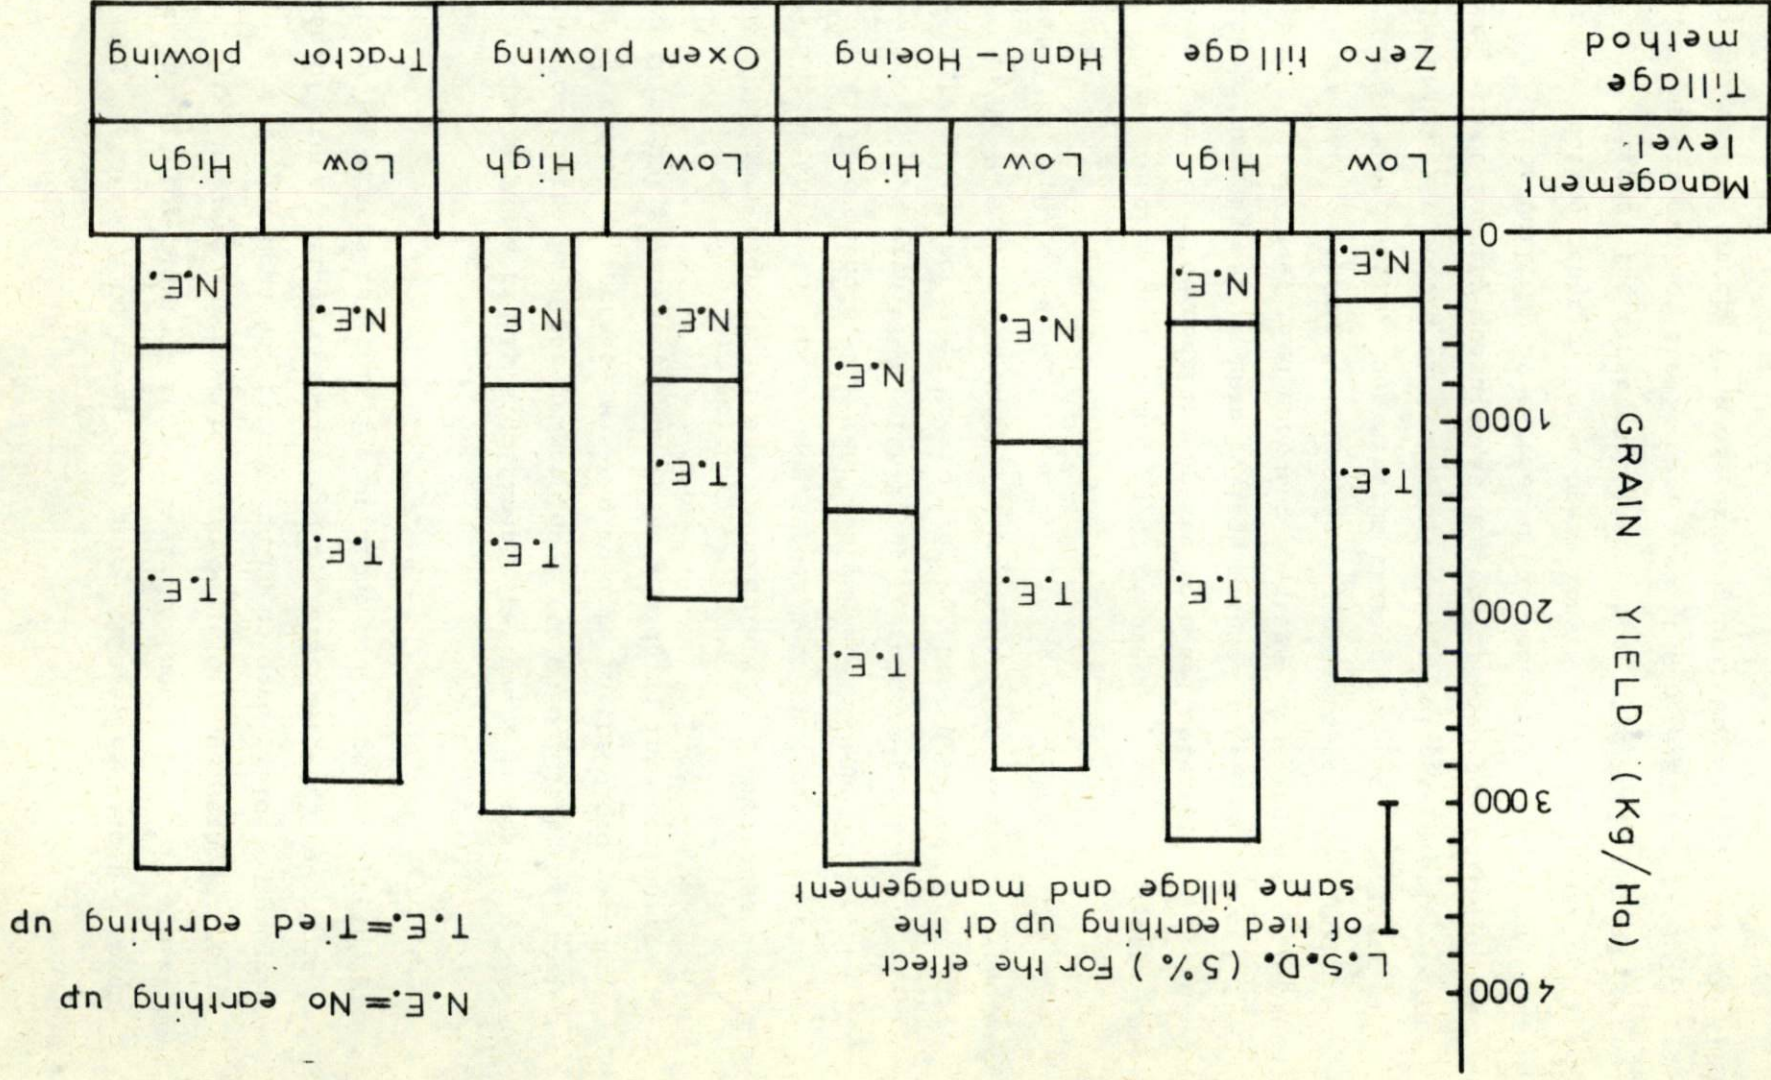 N.E.= No earthing up
T.E.= Tied earthing up
L.S.D. (5%) For the effect
of tied earthing up at the
same tillage and management
GRAIN YIELD: (Kg/Ha)
4000
3000
2000
1000
0
T.E. T.E. T.E. T.E. T.E. T.E. T.E. T.E.
N.E. N.E. N.E. N.E. N.E. N.E. N.E. N.E.
Management
level
Low High Low High Low High Low High
Tillage
method
Zero tillage Hand-Hoeing Oxen plowing Tractor plowing